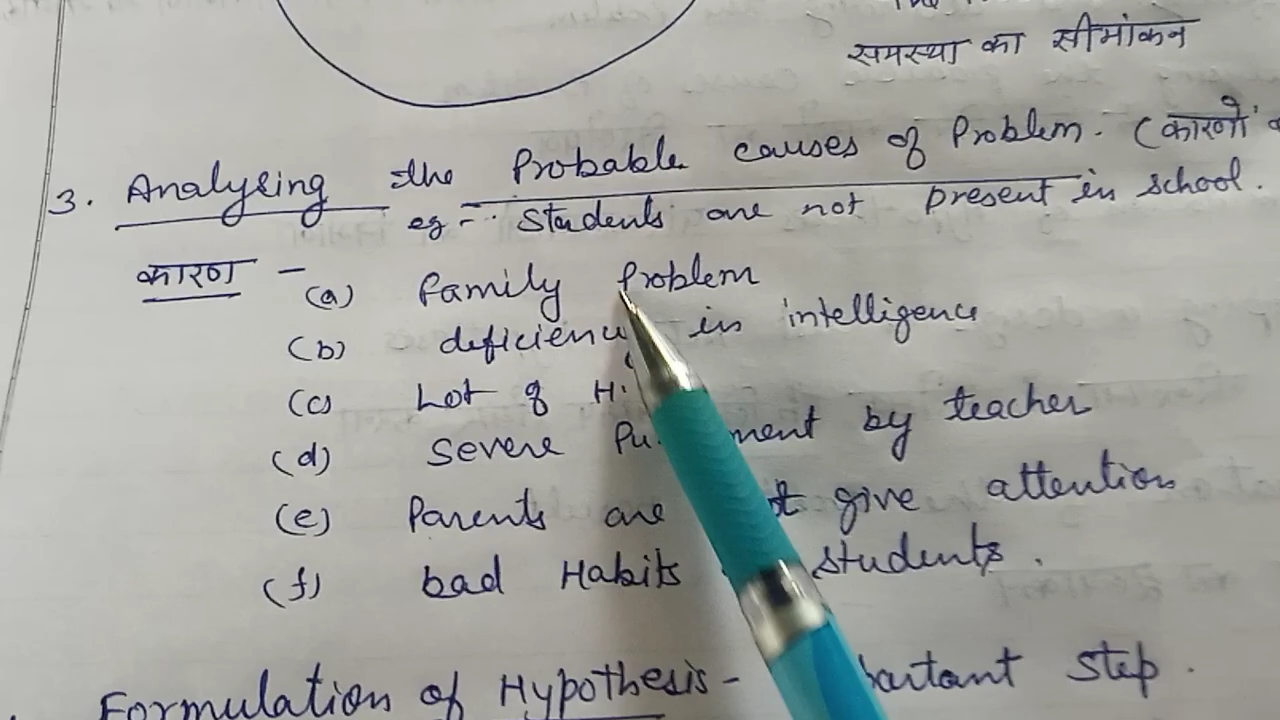 समस्या का सीमांकन
3. Analysing the Probable causes of Problem. (कारणों
eg - Students are not present in school.
कारण - (a) family Problem
(b) deficiency in intelligence
(c) Lot of
(d) Severe by teacher
(e) Parents are give attention
(f) bad Habits students.
Formulation of Hypothesis - Step.